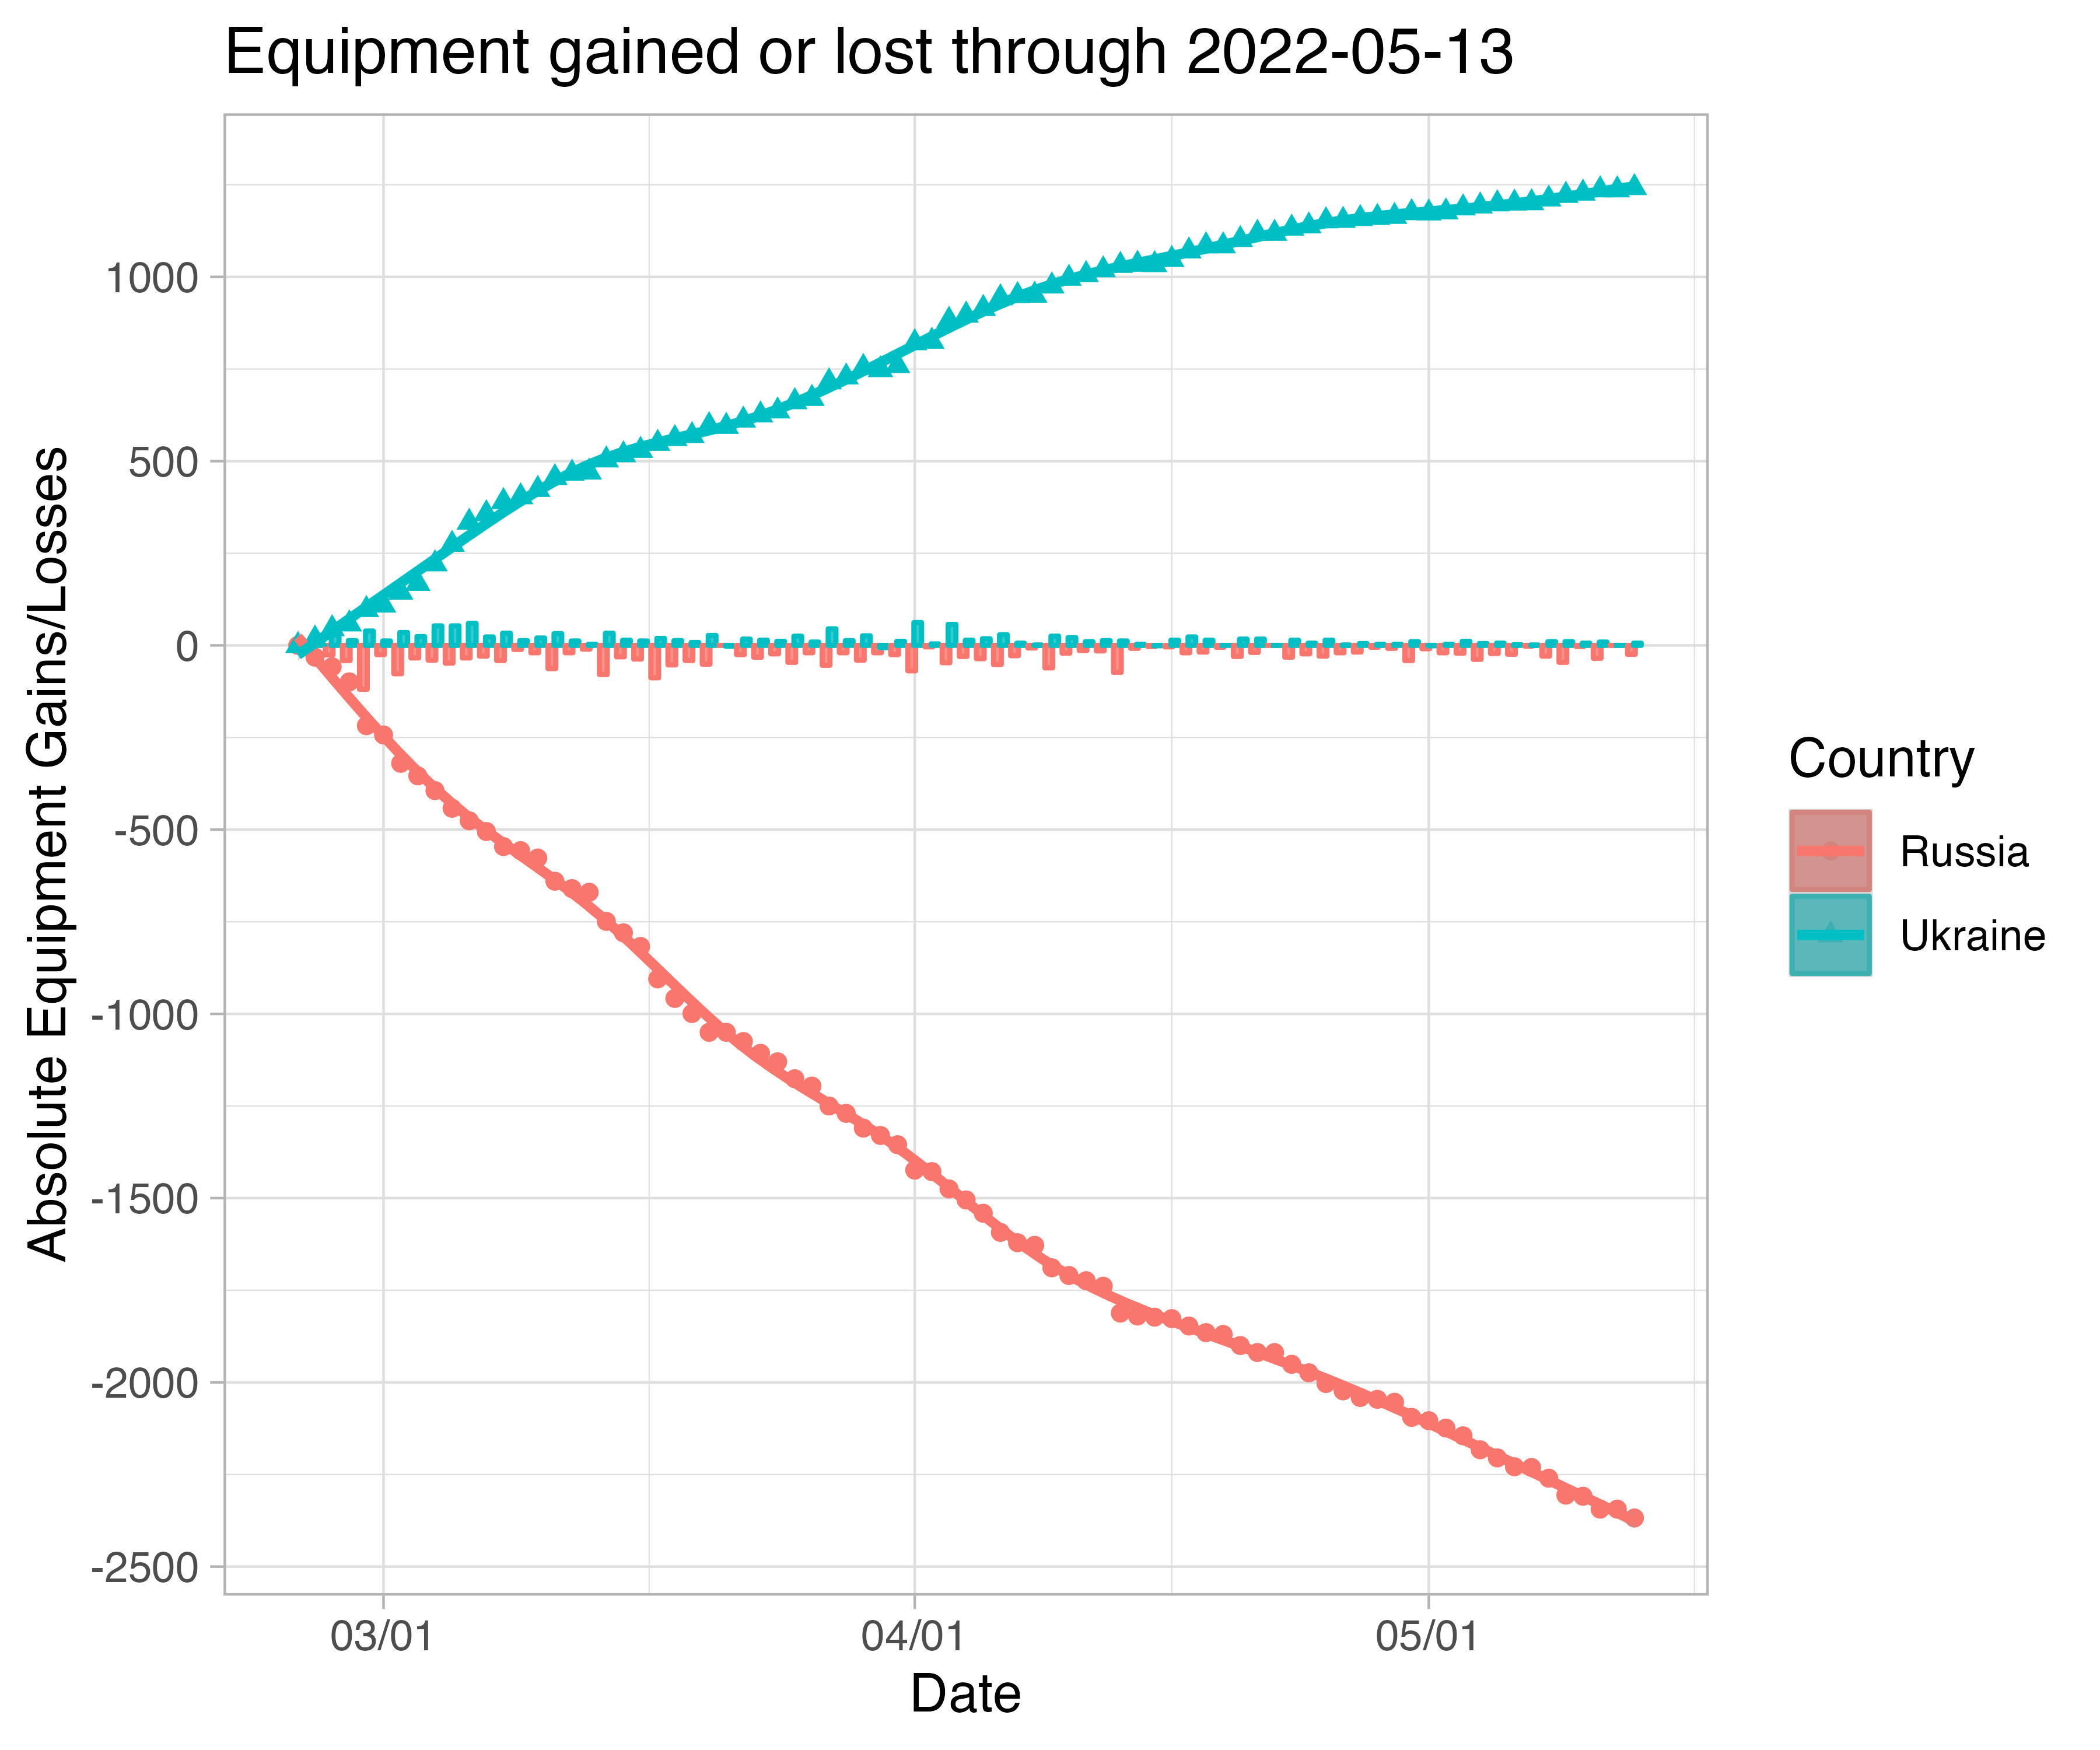 Equipment gained or lost through 2022-05-13
Absolute Equipment Gains/Losses
1000
500
0
-500
-1000
-1500
-2000
-2500
03/01
04/01
05/01
Date
Country
Russia
Ukraine